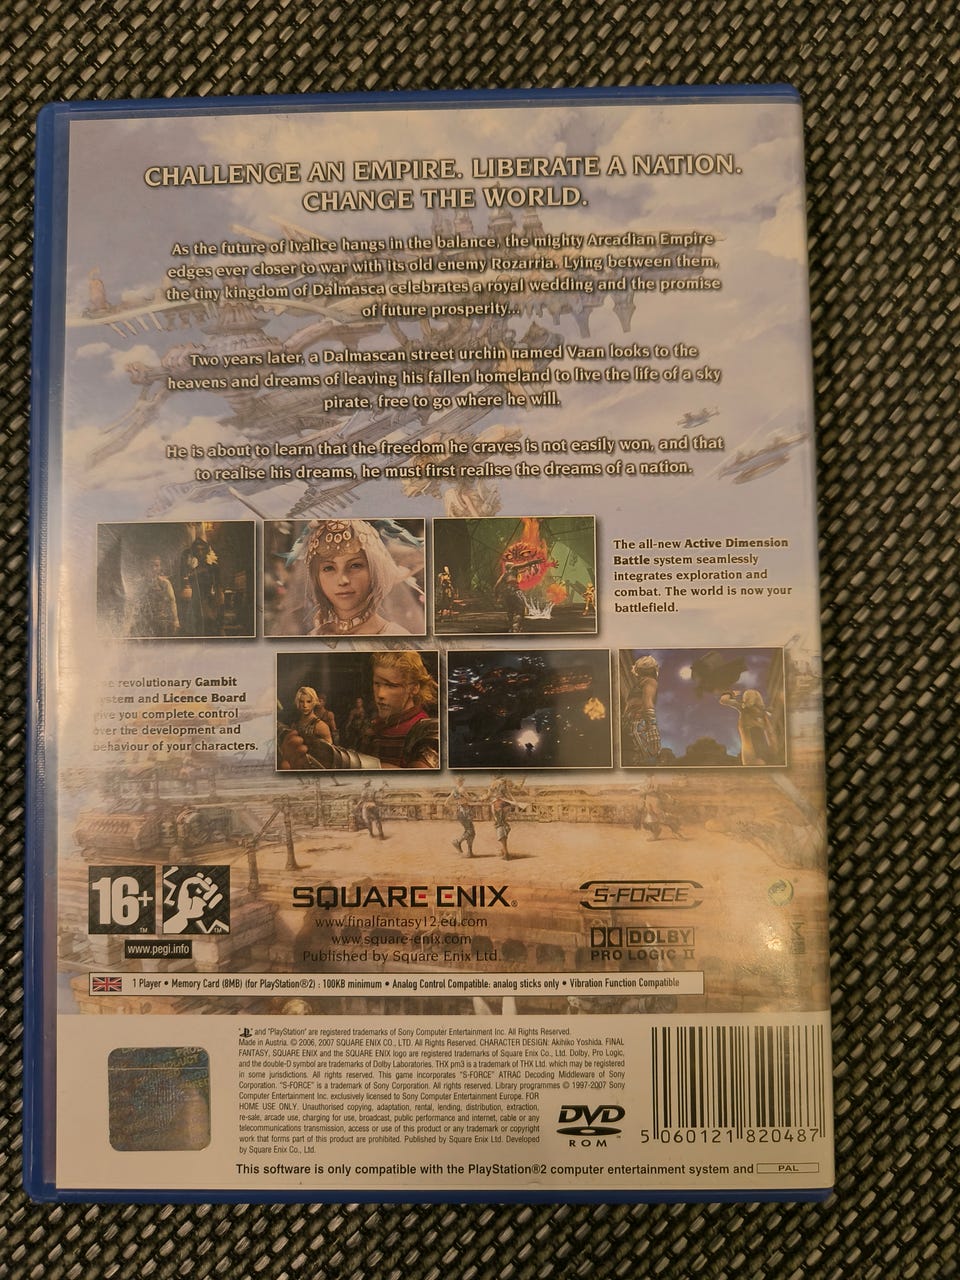 CHALLENGE AN EMPIRE. LIBERATE A NATION.
CHANGE THE WORLD.
As the future of Ivalice hangs in the balance, the mighty Arcadian Empire
edges ever closer to war with its old enemy Rozarria. Lying between them,
the tiny kingdom of Dalmasca celebrates a royal wedding and the promise
of future prosperity...
Two years later, a Dalmascan street urchin named Vaan looks to the
heavens and dreams of leaving his fallen homeland to live the life of a sky
pirate, free to go where he will.
He is about to learn that the freedom he craves is not easily won, and that
to realise his dreams, he must first realise the dreams of a nation.
The all-new Active Dimension
Battle system seamlessly
integrates exploration and
combat. The world is now your
battlefield.
revolutionary Gambit
and Licence Board
give you complete control
over the development and
behaviour of your characters.
16+
TM
TM
www.pegi.info
SQUARE ENIX®
www.finalfantasy12.eu.com
www.square-enix.com
Published by Square Enix Ltd.
S-FORCE
DOLBY
PRO LOGIC II
1 Player • Memory Card (8MB) (for PlayStation®2) : 100KB minimum • Analog Control Compatible: analog sticks only • Vibration Function Compatible
and "PlayStation" are registered trademarks of Sony Computer Entertainment Inc. All Rights Reserved.
Made in Austria. © 2006, 2007 SQUARE ENIX CO., LTD. All Rights Reserved. CHARACTER DESIGN: Akihiko Yoshida. FINAL
FANTASY, SQUARE ENIX and the SQUARE ENIX logo are registered trademarks of Square Enix Co., Ltd. Dolby, Pro Logic,
and the double-D symbol are trademarks of Dolby Laboratories. THX pm3 is a trademark of THX Ltd. which may be registered
in some jurisdictions. All rights reserved. This game incorporates "S-FORCE" ATRAC Decoding Middleware of Sony
Corporation. "S-FORCE" is a trademark of Sony Corporation. All rights reserved. Library programmes © 1997-2007 Sony
Computer Entertainment Inc. exclusively licensed to Sony Computer Entertainment Europe. FOR
HOME USE ONLY. Unauthorised copying, adaptation, rental, lending, distribution, extraction,
re-sale, arcade use, charging for use, broadcast, public performance and internet, cable or any
telecommunications transmission, access or use of this product or any trademark or copyright
work that forms part of this product are prohibited. Published by Square Enix Ltd. Developed
by Square Enix Co., Ltd.
DVD
ROM
5 060121 820487
This software is only compatible with the PlayStation®2 computer entertainment system and PAL